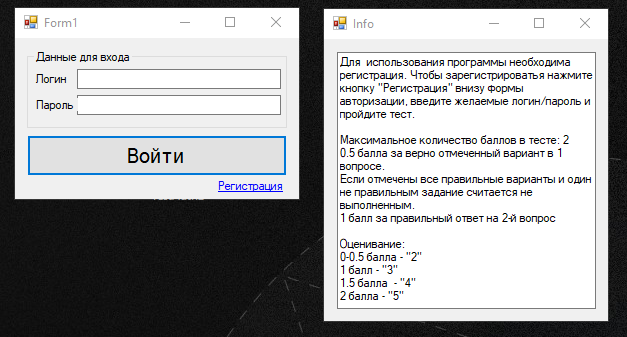 Form1
Данные для входа
Логин
Пароль
Войти
Регистрация
Info
Для  использования программы необходима
регистрация. Чтобы зарегистрироваться нажмите
кнопку "Регистрация" внизу формы
авторизации, введите желаемые логин/пароль и
пройдите тест.
Максимальное количество баллов в тесте: 2
0.5 балла за верно отмеченный вариант в 1
вопросе.
Если отмечены все правильные варианты и один
не правильным задание считается не
выполненным.
1 балл за правильный ответ на 2-й вопрос
Оценивание:
0-0.5 балла - "2"
1 балл - "3"
1.5 балла  - "4"
2 балла - "5"